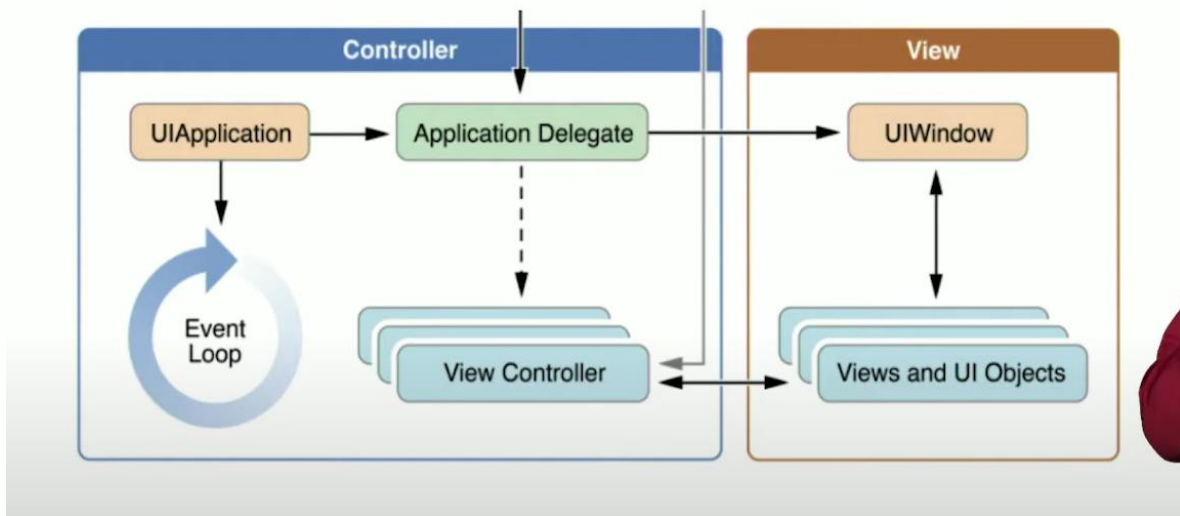 Controller
View
UIApplication
Application Delegate
UIWindow
Event
Loop
View Controller
Views and UI Objects